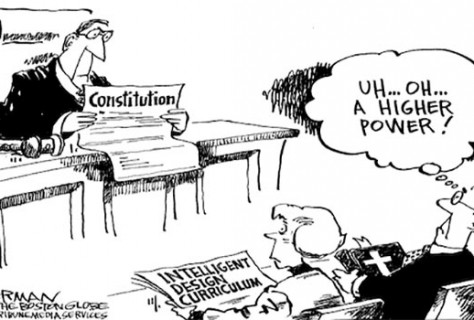 Constitution
UH... OH...
A HIGHER
POWER!
INTELLIGENT
DESIGN
CURRICULUM
THE BOSTON GLOBE
TRIBUNE MEDIA SERVICES